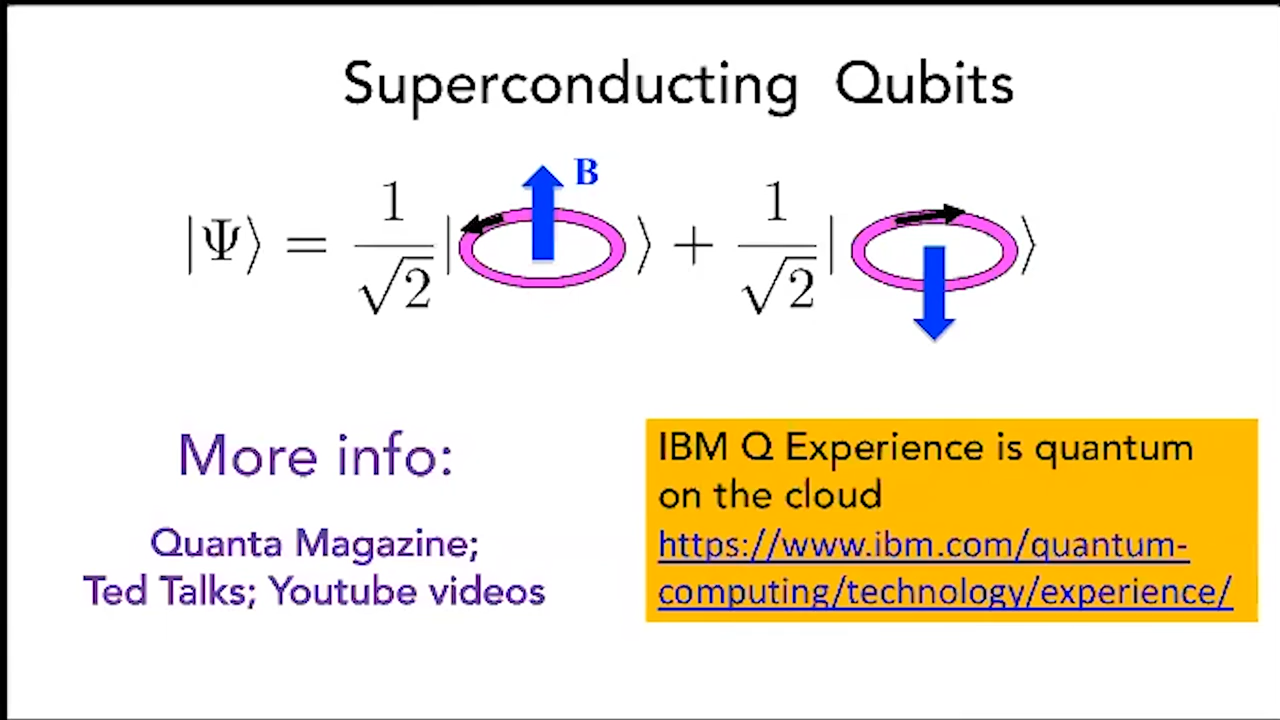 Superconducting Qubits
B
|Ψ⟩ = 1/√2 | ⟩ + 1/√2 | ⟩
More info:
Quanta Magazine;
Ted Talks; Youtube videos
IBM Q Experience is quantum
on the cloud
https://www.ibm.com/quantum-
computing/technology/experience/